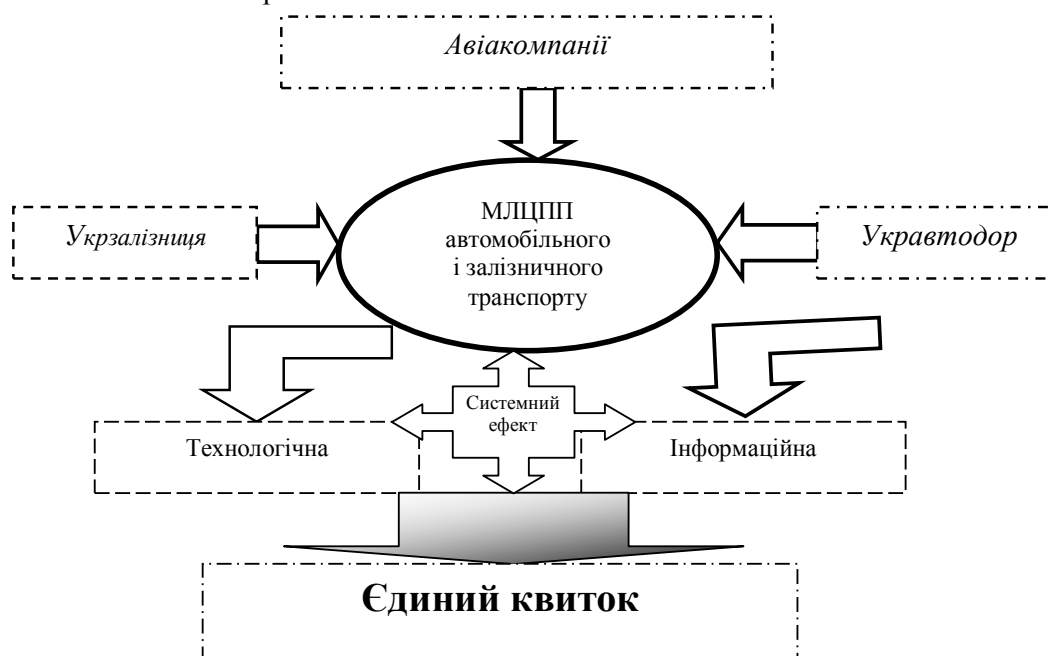 Авіакомпанії
МЛЦПП
автомобільного
і залізничного
транспорту
Укрзалізниця
Укравтодор
Системний
ефект
Технологічна
Інформаційна
Єдиний квиток